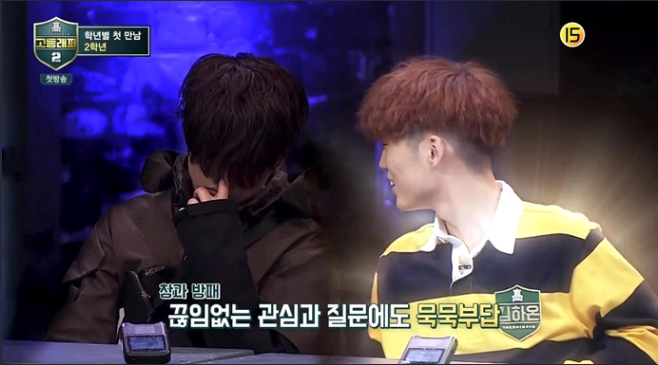 高
고등래퍼
2
첫방송
학년별 첫 만남
2학년
15
창과 방패
끊임없는 관심과 질문에도 묵묵부답
高
김하온